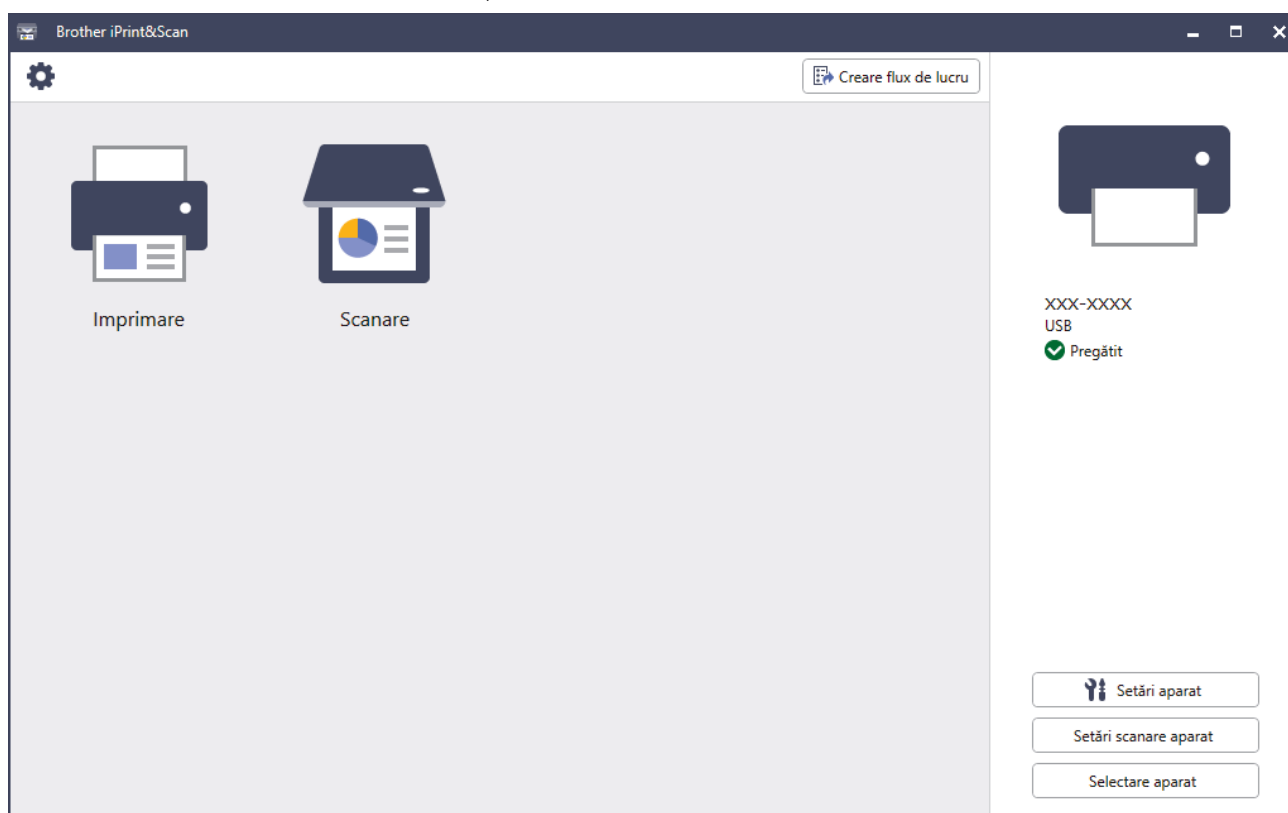 Brother iPrint&Scan
Creare flux de lucru
Imprimare
Scanare
XXX-XXXX
USB
Pregătit
Setări aparat
Setări scanare aparat
Selectare aparat